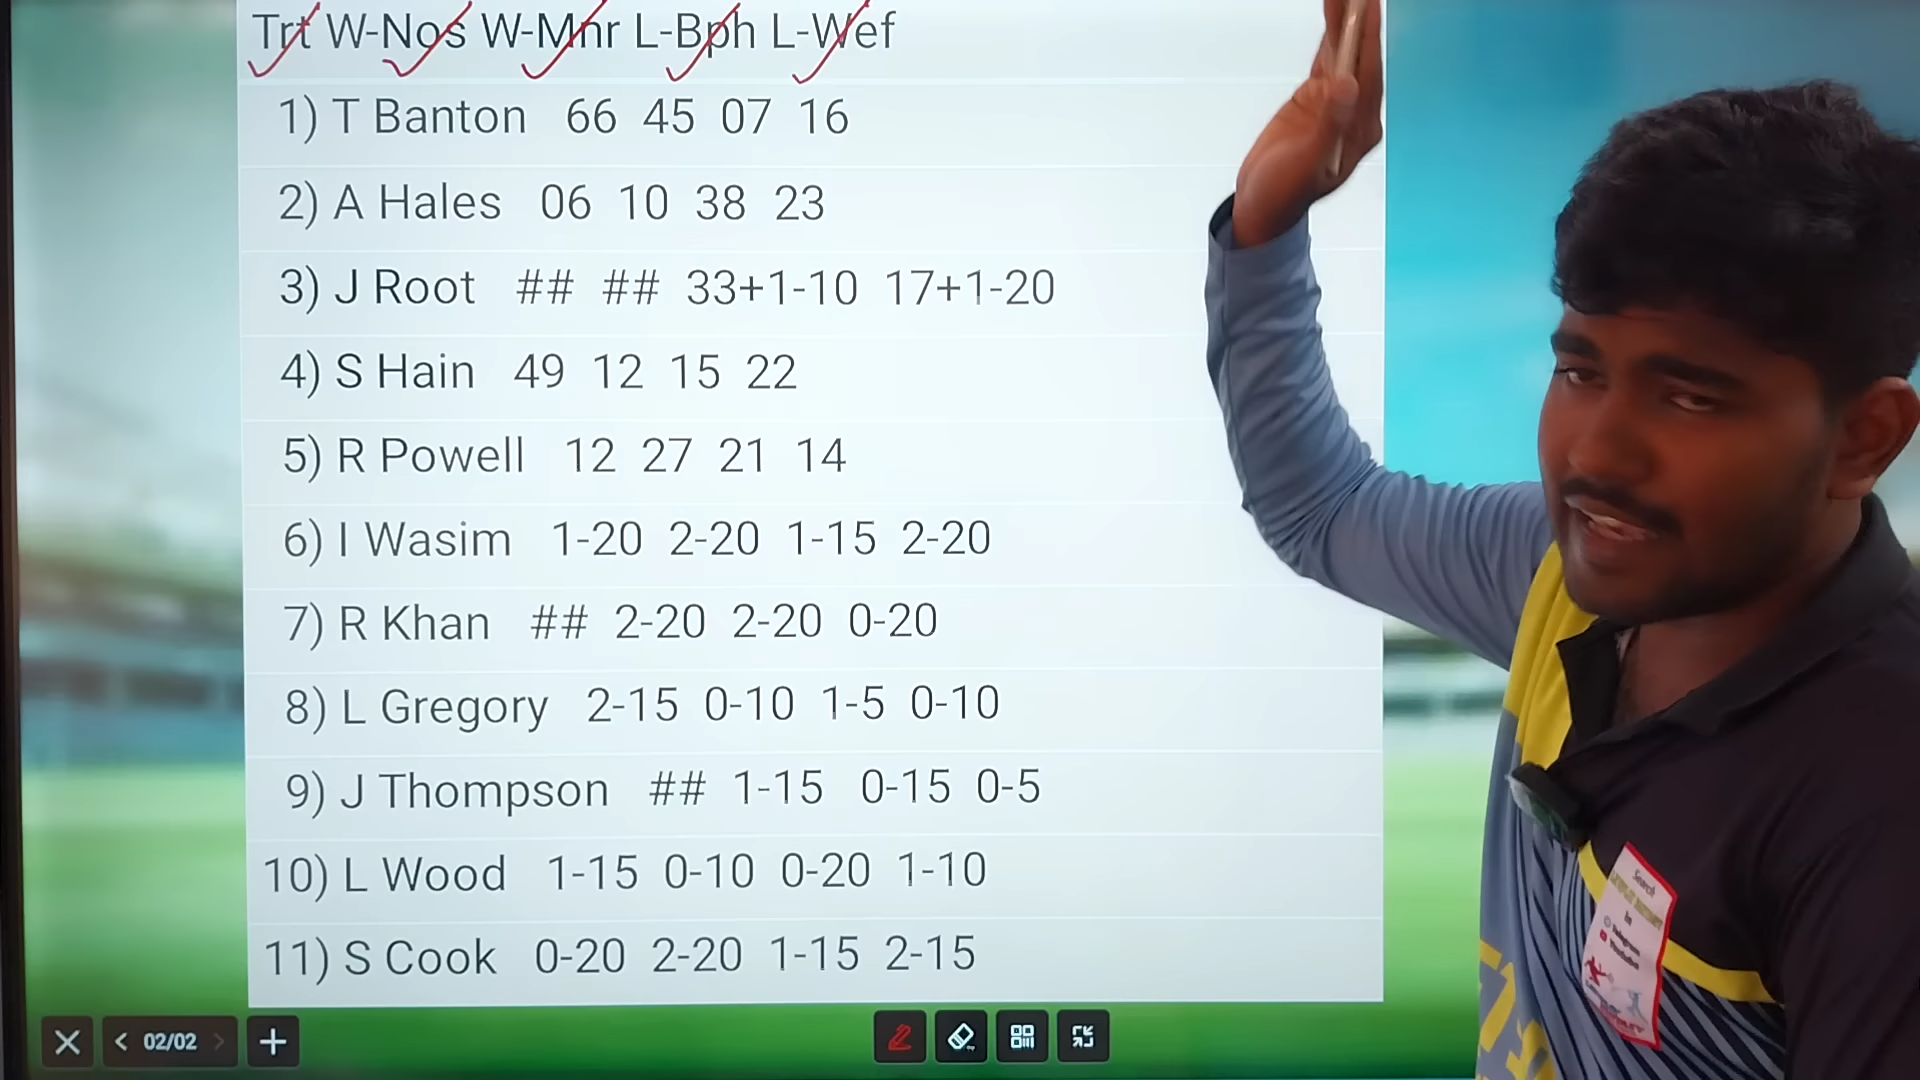 Trt W-Nos W-Mnr L-Bph L-Wef
1) T Banton 66 45 07 16
2) A Hales 06 10 38 23
3) J Root ## ## 33+1-10 17+1-20
4) S Hain 49 12 15 22
5) R Powell 12 27 21 14
6) I Wasim 1-20 2-20 1-15 2-20
7) R Khan ## 2-20 2-20 0-20
8) L Gregory 2-15 0-10 1-5 0-10
9) J Thompson ## 1-15 0-15 0-5
10) L Wood 1-15 0-10 0-20 1-10
11) S Cook 0-20 2-20 1-15 2-15
02/02
Search
in
Telegram
Youtube